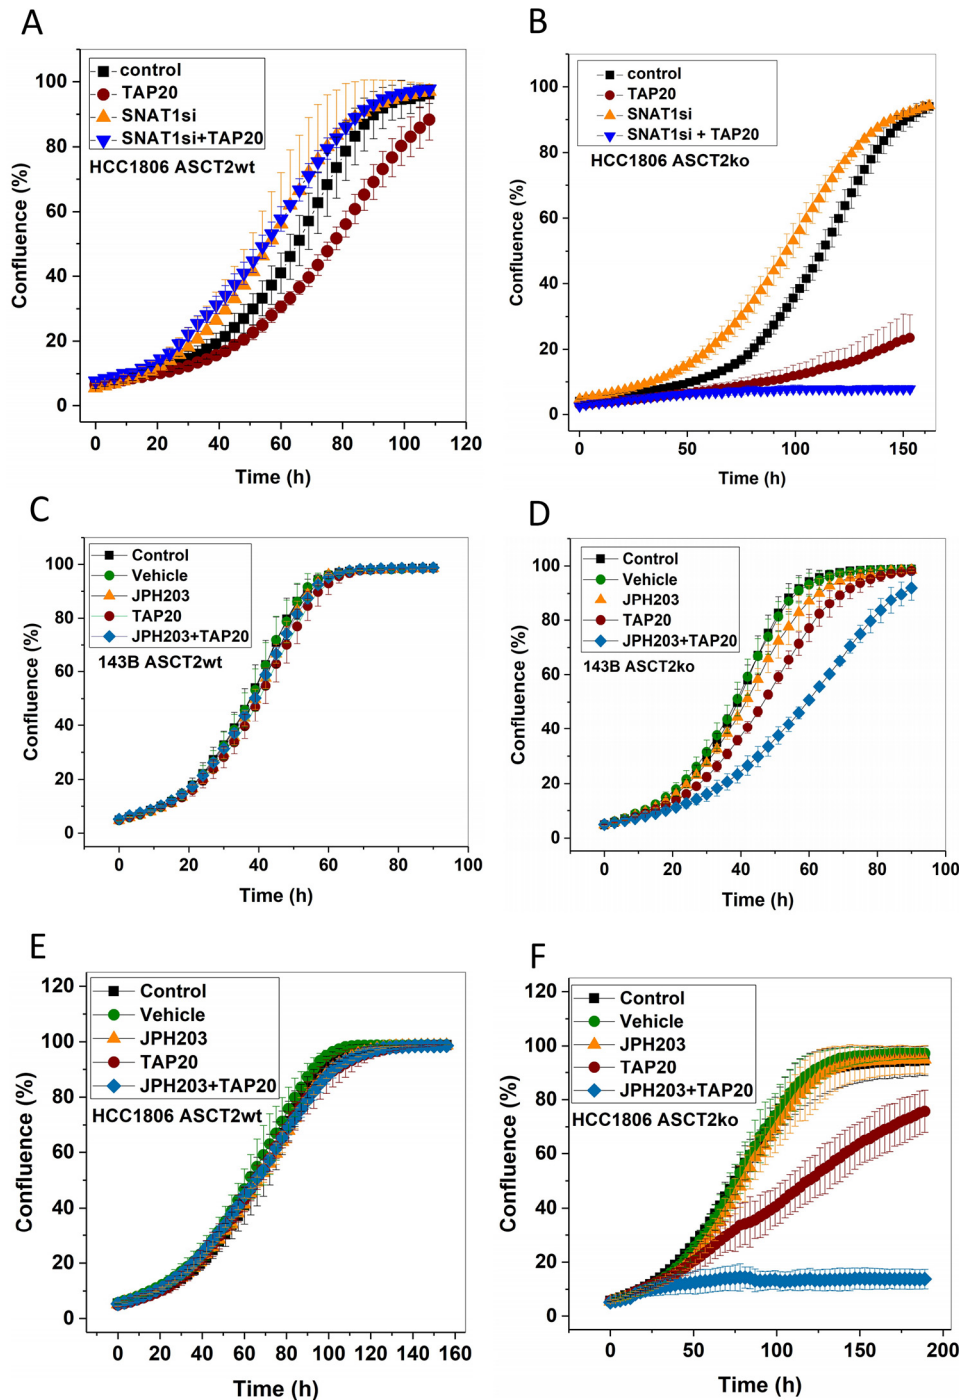 A
100
80
60
40
20
0
Confluence (%)
control
TAP20
SNAT1si
SNAT1si+TAP20
HCC1806 ASCT2wt
0 20 40 60 80 100 120
Time (h)
B
100
80
60
40
20
0
Confluence (%)
control
TAP20
SNAT1si
SNAT1si + TAP20
HCC1806 ASCT2ko
0 50 100 150
Time (h)
C
100
80
60
40
20
0
Confluence (%)
Control
Vehicle
JPH203
TAP20
JPH203+TAP20
143B ASCT2wt
0 20 40 60 80 100
Time (h)
D
100
80
60
40
20
0
Confluence (%)
Control
Vehicle
JPH203
TAP20
JPH203+TAP20
143B ASCT2ko
0 20 40 60 80 100
Time (h)
E
120
100
80
60
40
20
0
Confluence (%)
Control
Vehicle
JPH203
TAP20
JPH203+TAP20
HCC1806 ASCT2wt
0 20 40 60 80 100 120 140 160
Time (h)
F
120
100
80
60
40
20
0
Confluence (%)
Control
Vehicle
JPH203
TAP20
JPH203+TAP20
HCC1806 ASCT2ko
0 50 100 150 200
Time (h)